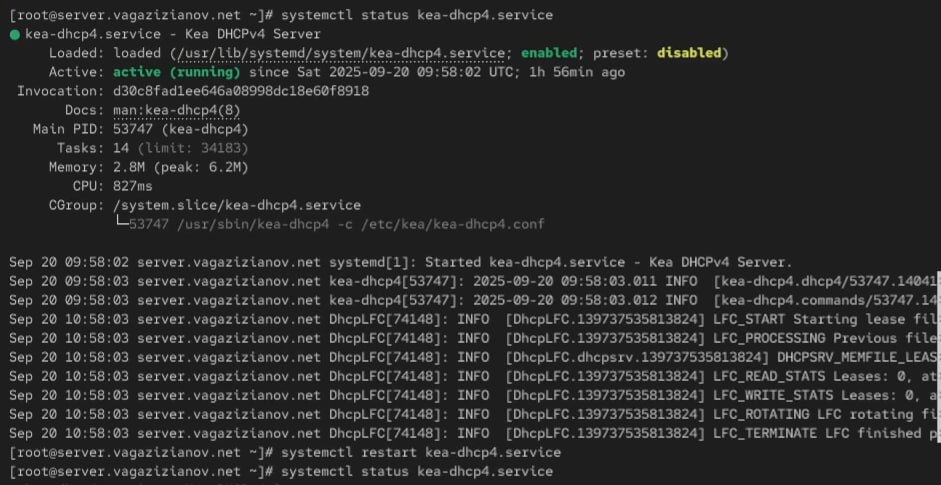 [root@server.vagazizianov.net ~]# systemctl status kea-dhcp4.service
● kea-dhcp4.service - Kea DHCPv4 Server
Loaded: loaded (/usr/lib/systemd/system/kea-dhcp4.service; enabled; preset: disabled)
Active: active (running) since Sat 2025-09-20 09:58:02 UTC; 1h 56min ago
Invocation: d30c8fad1ee646a08998dc18e60f8918
Docs: man:kea-dhcp4(8)
Main PID: 53747 (kea-dhcp4)
Tasks: 14 (limit: 34183)
Memory: 2.8M (peak: 6.2M)
CPU: 827ms
CGroup: /system.slice/kea-dhcp4.service
└─53747 /usr/sbin/kea-dhcp4 -c /etc/kea/kea-dhcp4.conf
Sep 20 09:58:02 server.vagazizianov.net systemd[1]: Started kea-dhcp4.service - Kea DHCPv4 Server.
Sep 20 09:58:03 server.vagazizianov.net kea-dhcp4[53747]: 2025-09-20 09:58:03.011 INFO [kea-dhcp4.dhcp4/53747.14041
Sep 20 09:58:03 server.vagazizianov.net kea-dhcp4[53747]: 2025-09-20 09:58:03.012 INFO [kea-dhcp4.commands/53747.14
Sep 20 10:58:03 server.vagazizianov.net DhcpLFC[74148]: INFO [DhcpLFC.139737535813824] LFC_START Starting lease fil
Sep 20 10:58:03 server.vagazizianov.net DhcpLFC[74148]: INFO [DhcpLFC.139737535813824] LFC_PROCESSING Previous file
Sep 20 10:58:03 server.vagazizianov.net DhcpLFC[74148]: INFO [DhcpLFC.dhcpsrv.139737535813824] DHCPSRV_MEMFILE_LEAS
Sep 20 10:58:03 server.vagazizianov.net DhcpLFC[74148]: INFO [DhcpLFC.139737535813824] LFC_READ_STATS Leases: 0, at
Sep 20 10:58:03 server.vagazizianov.net DhcpLFC[74148]: INFO [DhcpLFC.139737535813824] LFC_WRITE_STATS Leases: 0, a
Sep 20 10:58:03 server.vagazizianov.net DhcpLFC[74148]: INFO [DhcpLFC.139737535813824] LFC_ROTATING LFC rotating fi
Sep 20 10:58:03 server.vagazizianov.net DhcpLFC[74148]: INFO [DhcpLFC.139737535813824] LFC_TERMINATE LFC finished p
[root@server.vagazizianov.net ~]# systemctl restart kea-dhcp4.service
[root@server.vagazizianov.net ~]# systemctl status kea-dhcp4.service